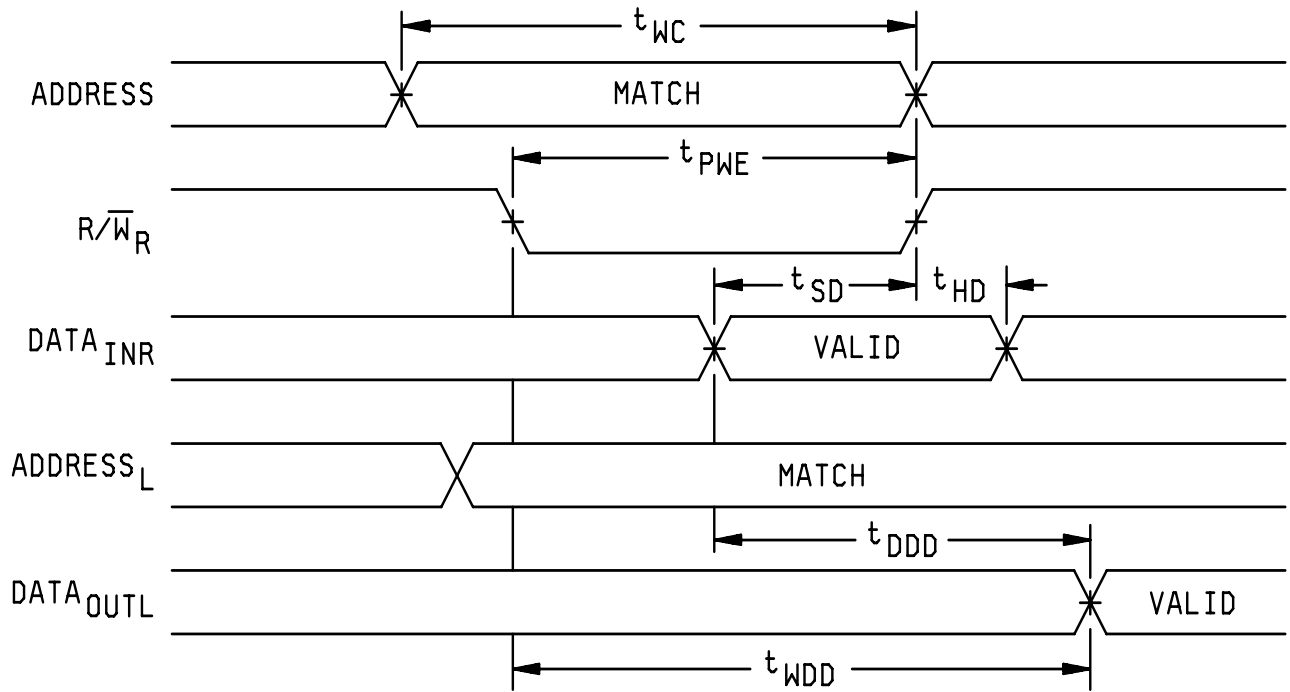 tWC
ADDRESS MATCH
tPWE
R/W̅R
tSD tHD
DATAINR VALID
ADDRESSL MATCH
tDDD
DATAOUTL VALID
tWDD